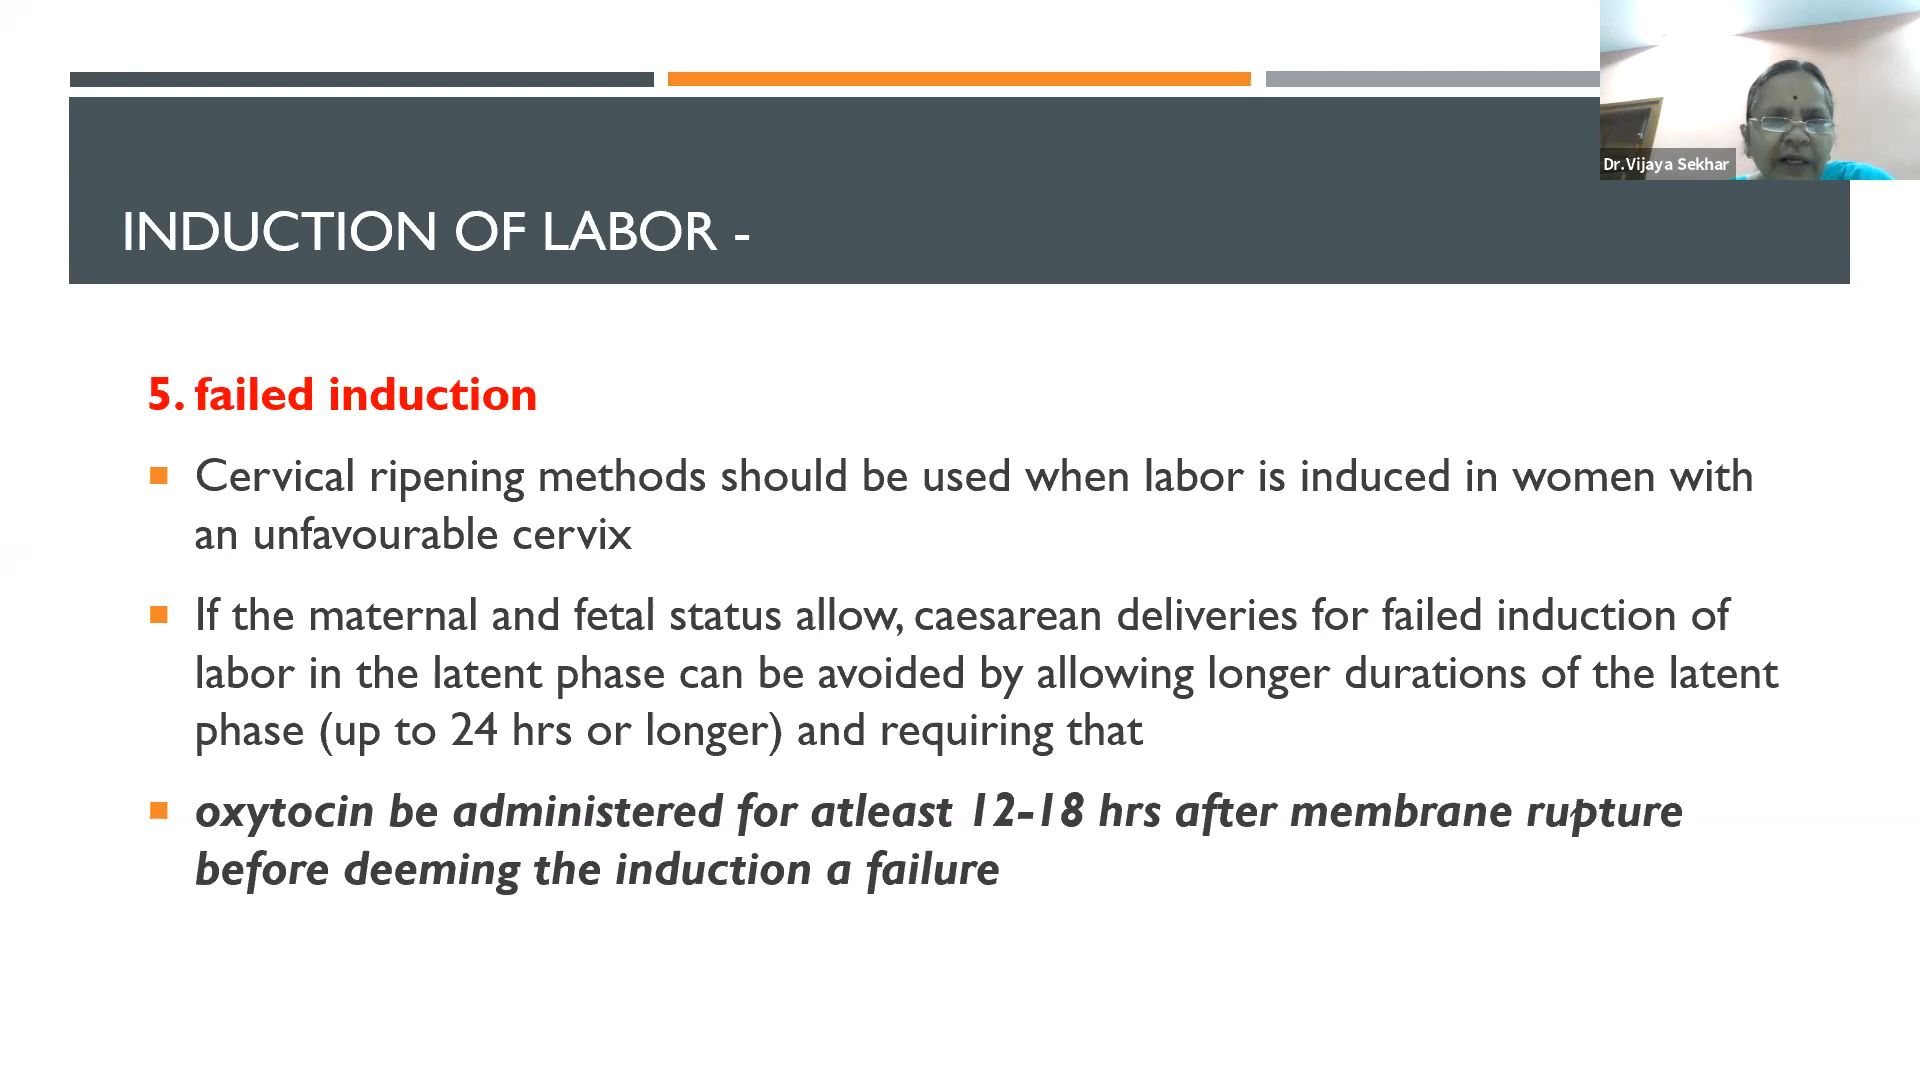 Dr.Vijaya Sekhar
INDUCTION OF LABOR -
5. failed induction
Cervical ripening methods should be used when labor is induced in women with
an unfavourable cervix
If the maternal and fetal status allow, caesarean deliveries for failed induction of
labor in the latent phase can be avoided by allowing longer durations of the latent
phase (up to 24 hrs or longer) and requiring that
oxytocin be administered for atleast 12-18 hrs after membrane rupture
before deeming the induction a failure